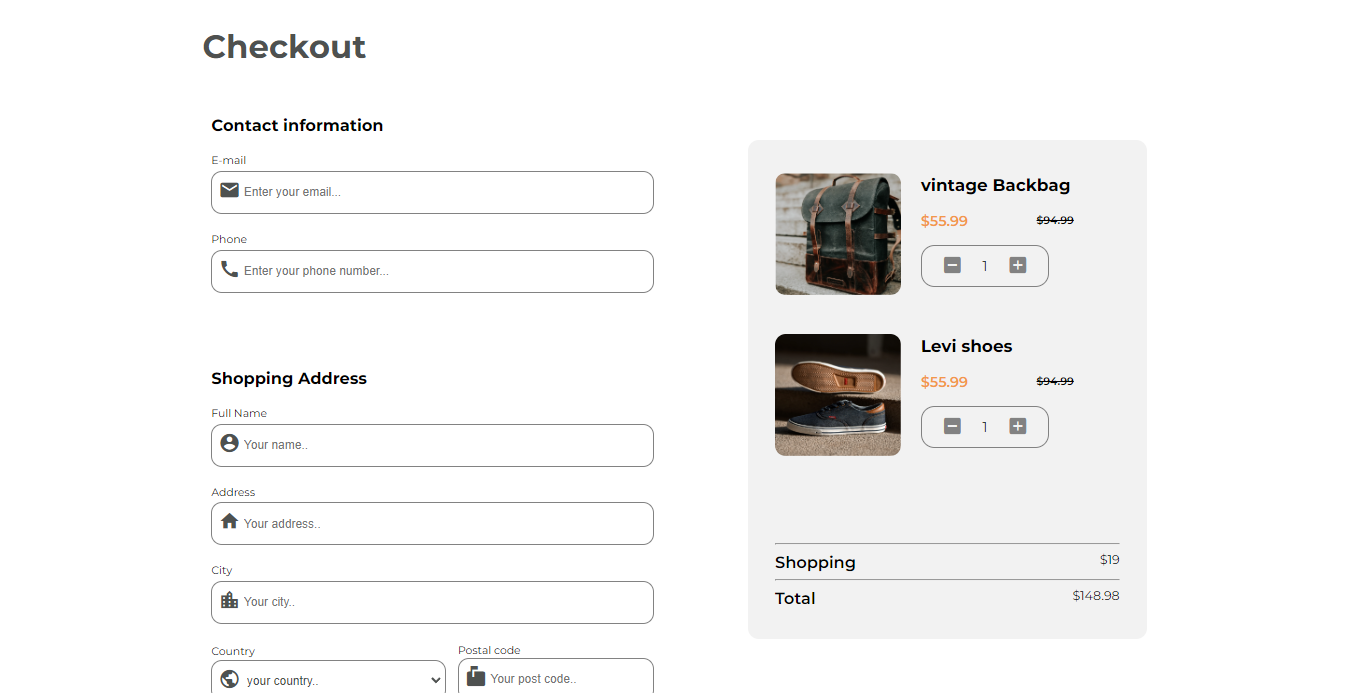 Checkout
Contact information
E-mail
Enter your email...
Phone
Enter your phone number...
Shopping Address
Full Name
Your name..
Address
Your address..
City
Your city..
Country
your country..
Postal code
Your post code..
vintage Backbag
$55.99 $94.99
1
Levi shoes
$55.99 $94.99
1
Shopping $19
Total $148.98